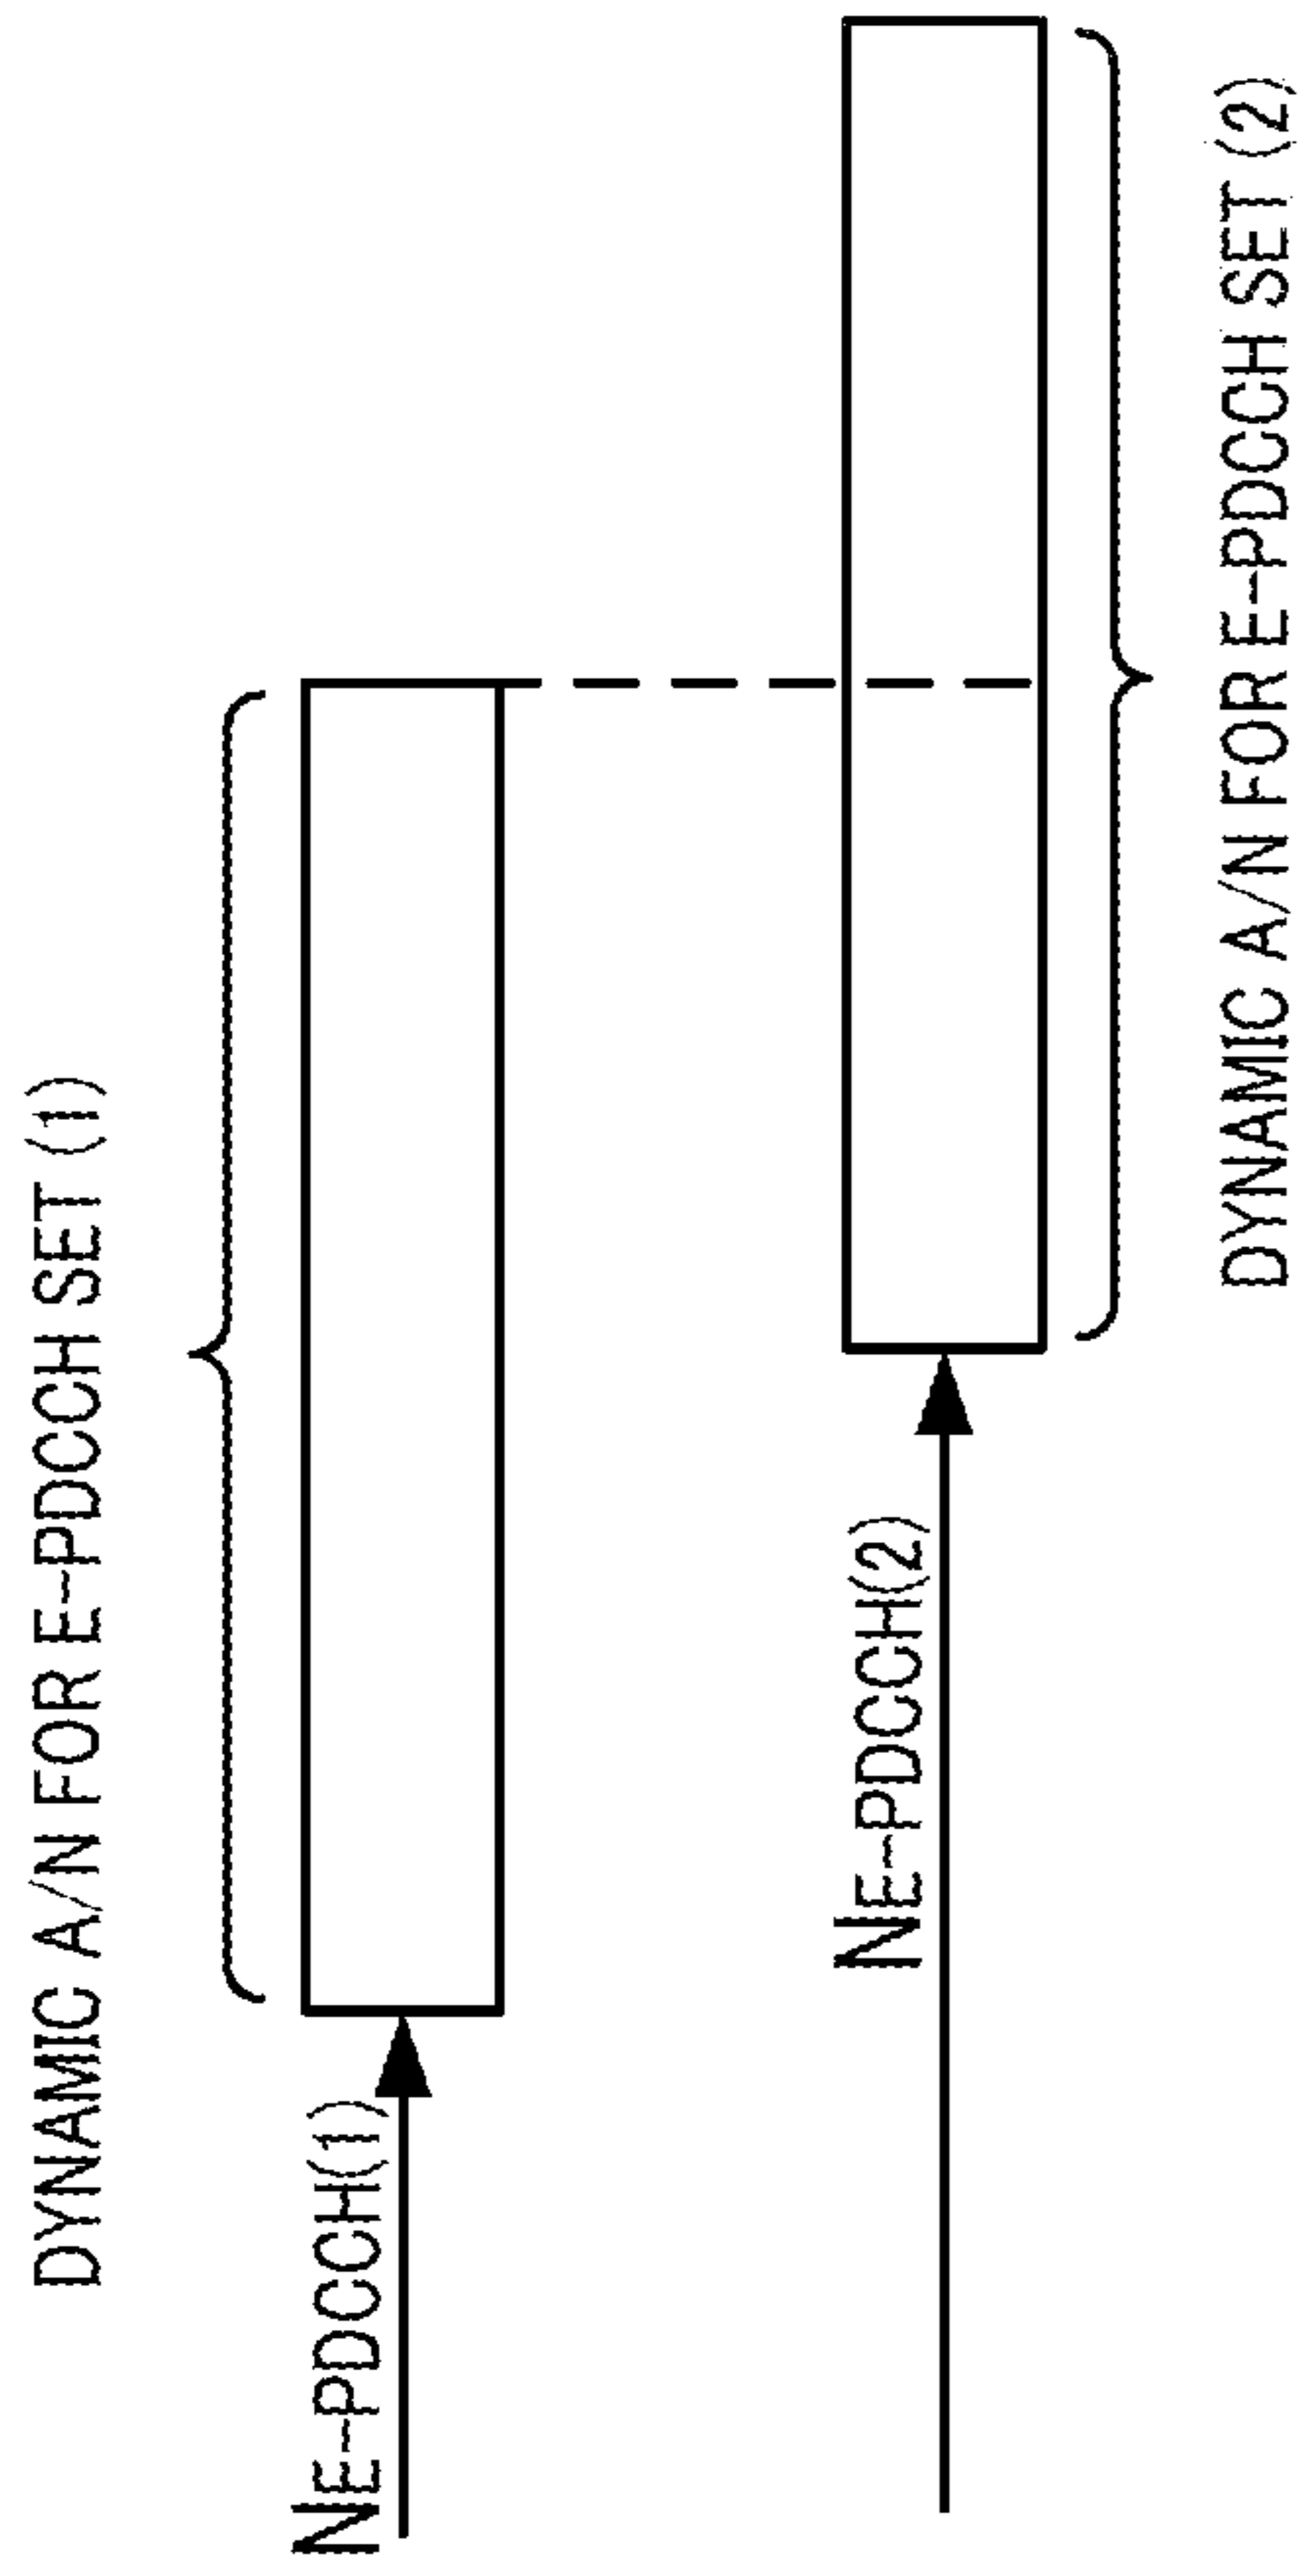 DYNAMIC A/N FOR E-PDCCH SET (1)
NE-PDCCH(1)
NE-PDCCH(2)
DYNAMIC A/N FOR E-PDCCH SET (2)